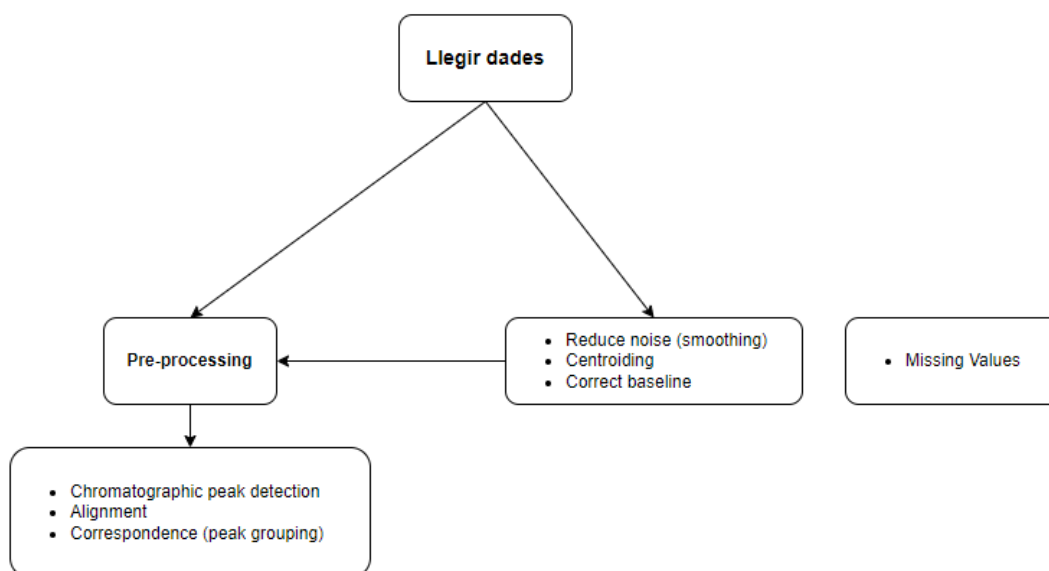 Llegir dades
Pre-processing
• Reduce noise (smoothing)
• Centroiding
• Correct baseline
• Missing Values
• Chromatographic peak detection
• Alignment
• Correspondence (peak grouping)